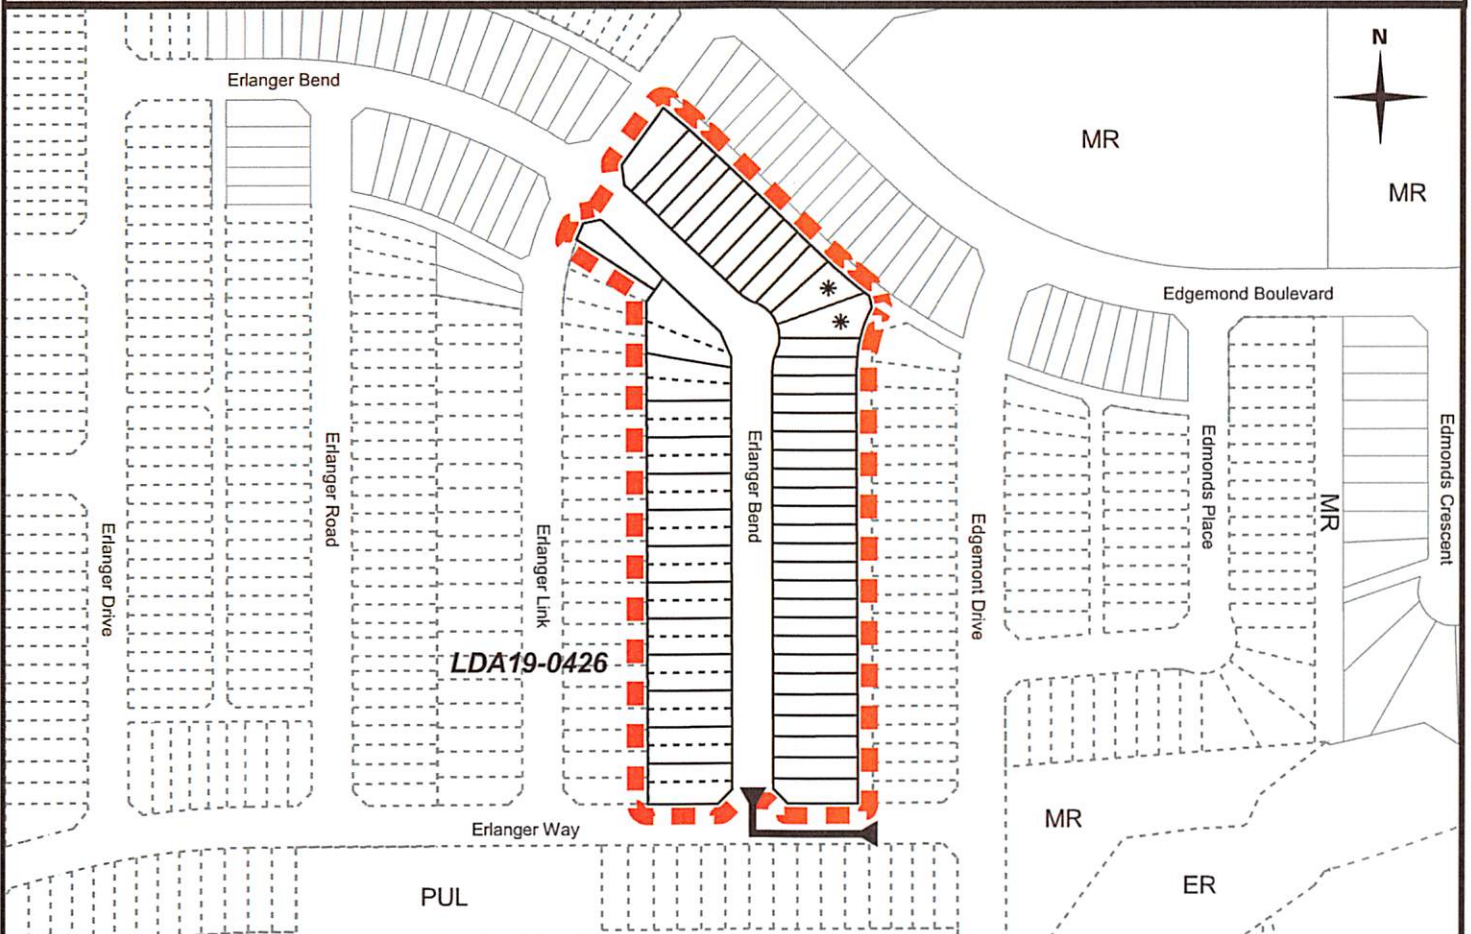 N
Erlanger Bend
MR
MR
Edgemond Boulevard
Erlanger Drive
Erlanger Road
Erlanger Link
Erlanger Bend
Edgemont Drive
Edmonds Place
MR
Edmonds Crescent
LDA19-0426
Erlanger Way
MR
PUL
ER